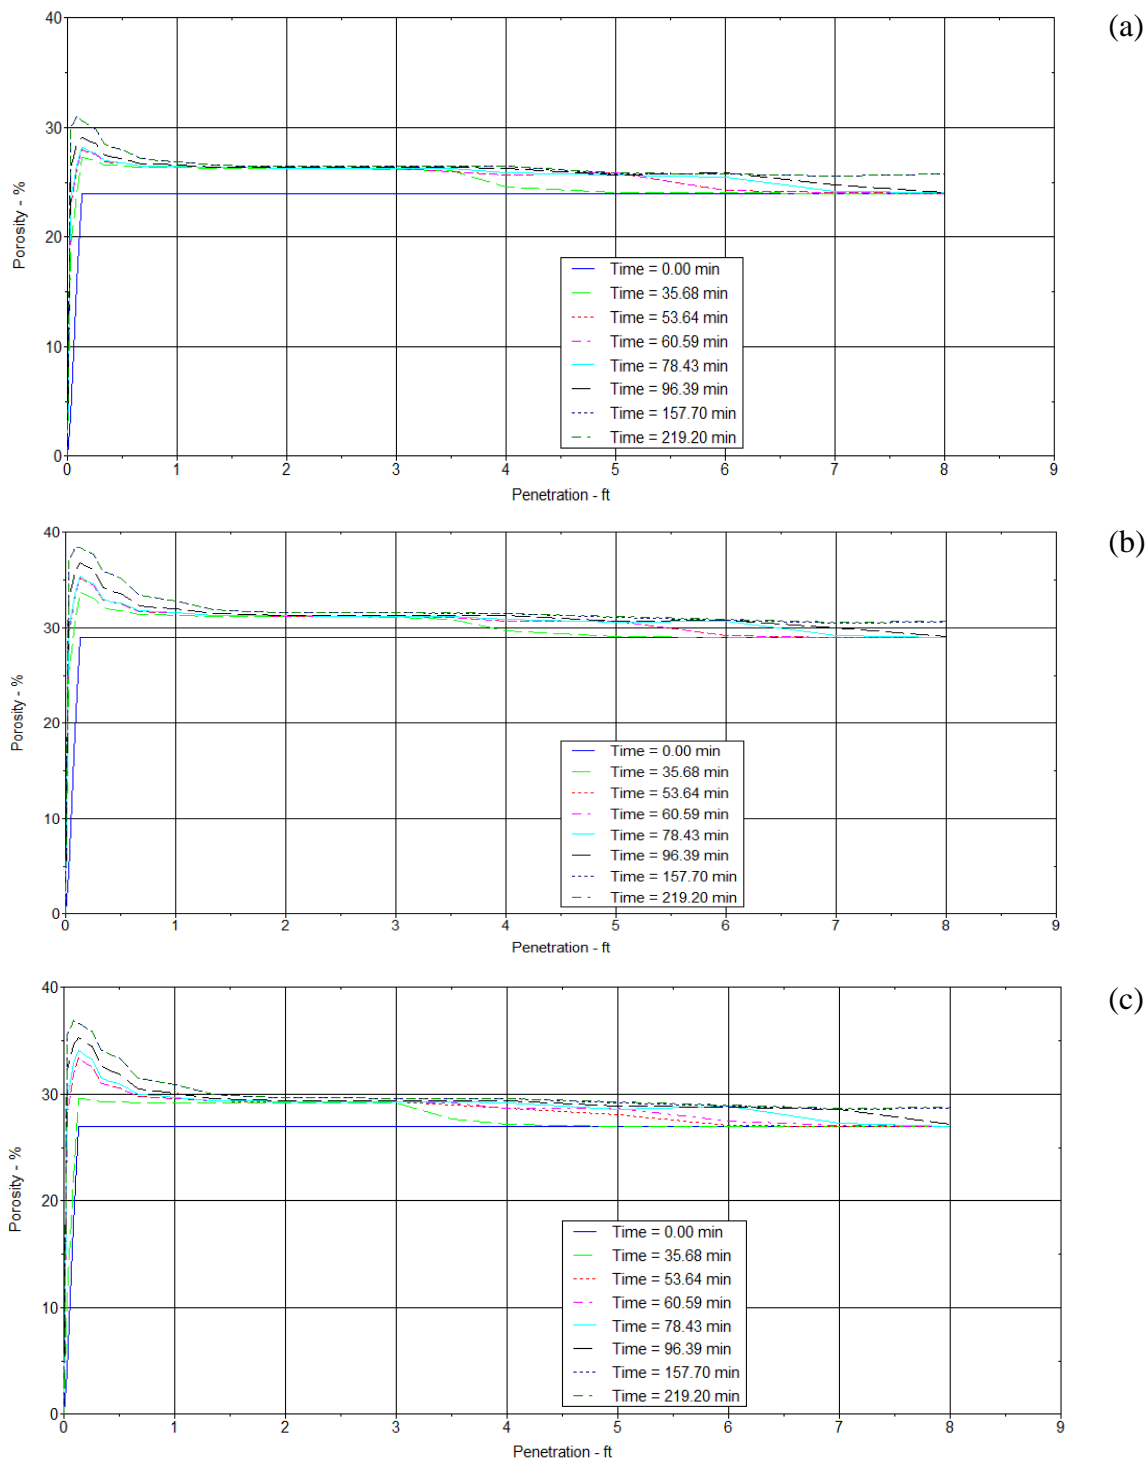 (a)
40
30
20
10
0
Porosity - %
Time = 0.00 min
Time = 35.68 min
Time = 53.64 min
Time = 60.59 min
Time = 78.43 min
Time = 96.39 min
Time = 157.70 min
Time = 219.20 min
0 1 2 3 4 5 6 7 8 9
Penetration - ft
(b)
40
30
20
10
0
Porosity - %
Time = 0.00 min
Time = 35.68 min
Time = 53.64 min
Time = 60.59 min
Time = 78.43 min
Time = 96.39 min
Time = 157.70 min
Time = 219.20 min
0 1 2 3 4 5 6 7 8 9
Penetration - ft
(c)
40
30
20
10
0
Porosity - %
Time = 0.00 min
Time = 35.68 min
Time = 53.64 min
Time = 60.59 min
Time = 78.43 min
Time = 96.39 min
Time = 157.70 min
Time = 219.20 min
0 1 2 3 4 5 6 7 8 9
Penetration - ft